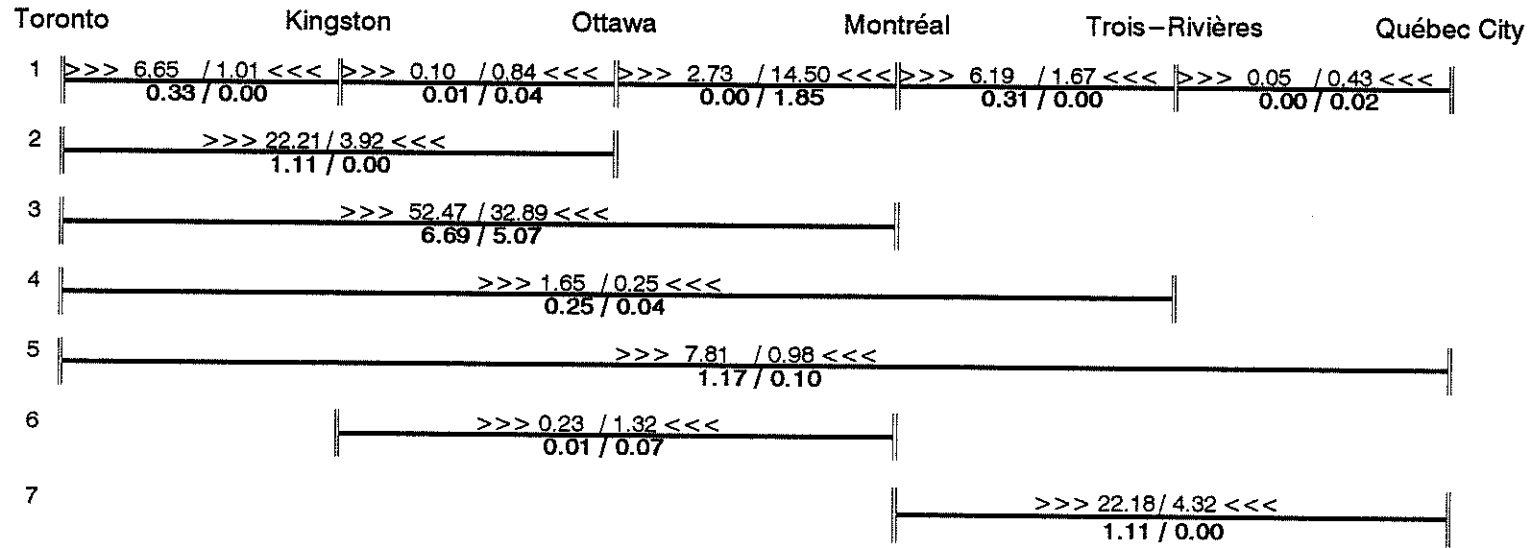 Toronto Kingston Ottawa Montréal Trois-Rivières Québec City
1 >>> 6.65 / 1.01 <<< >>> 0.10 / 0.84 <<< >>> 2.73 / 14.50 <<< >>> 6.19 / 1.67 <<< >>> 0.05 / 0.43 <<<
0.33 / 0.00 0.01 / 0.04 0.00 / 1.85 0.31 / 0.00 0.00 / 0.02
2 >>> 22.21 / 3.92 <<<
1.11 / 0.00
3 >>> 52.47 / 32.89 <<<
6.69 / 5.07
4 >>> 1.65 / 0.25 <<<
0.25 / 0.04
5 >>> 7.81 / 0.98 <<<
1.17 / 0.10
6 >>> 0.23 / 1.32 <<<
0.01 / 0.07
7 >>> 22.18 / 4.32 <<<
1.11 / 0.00